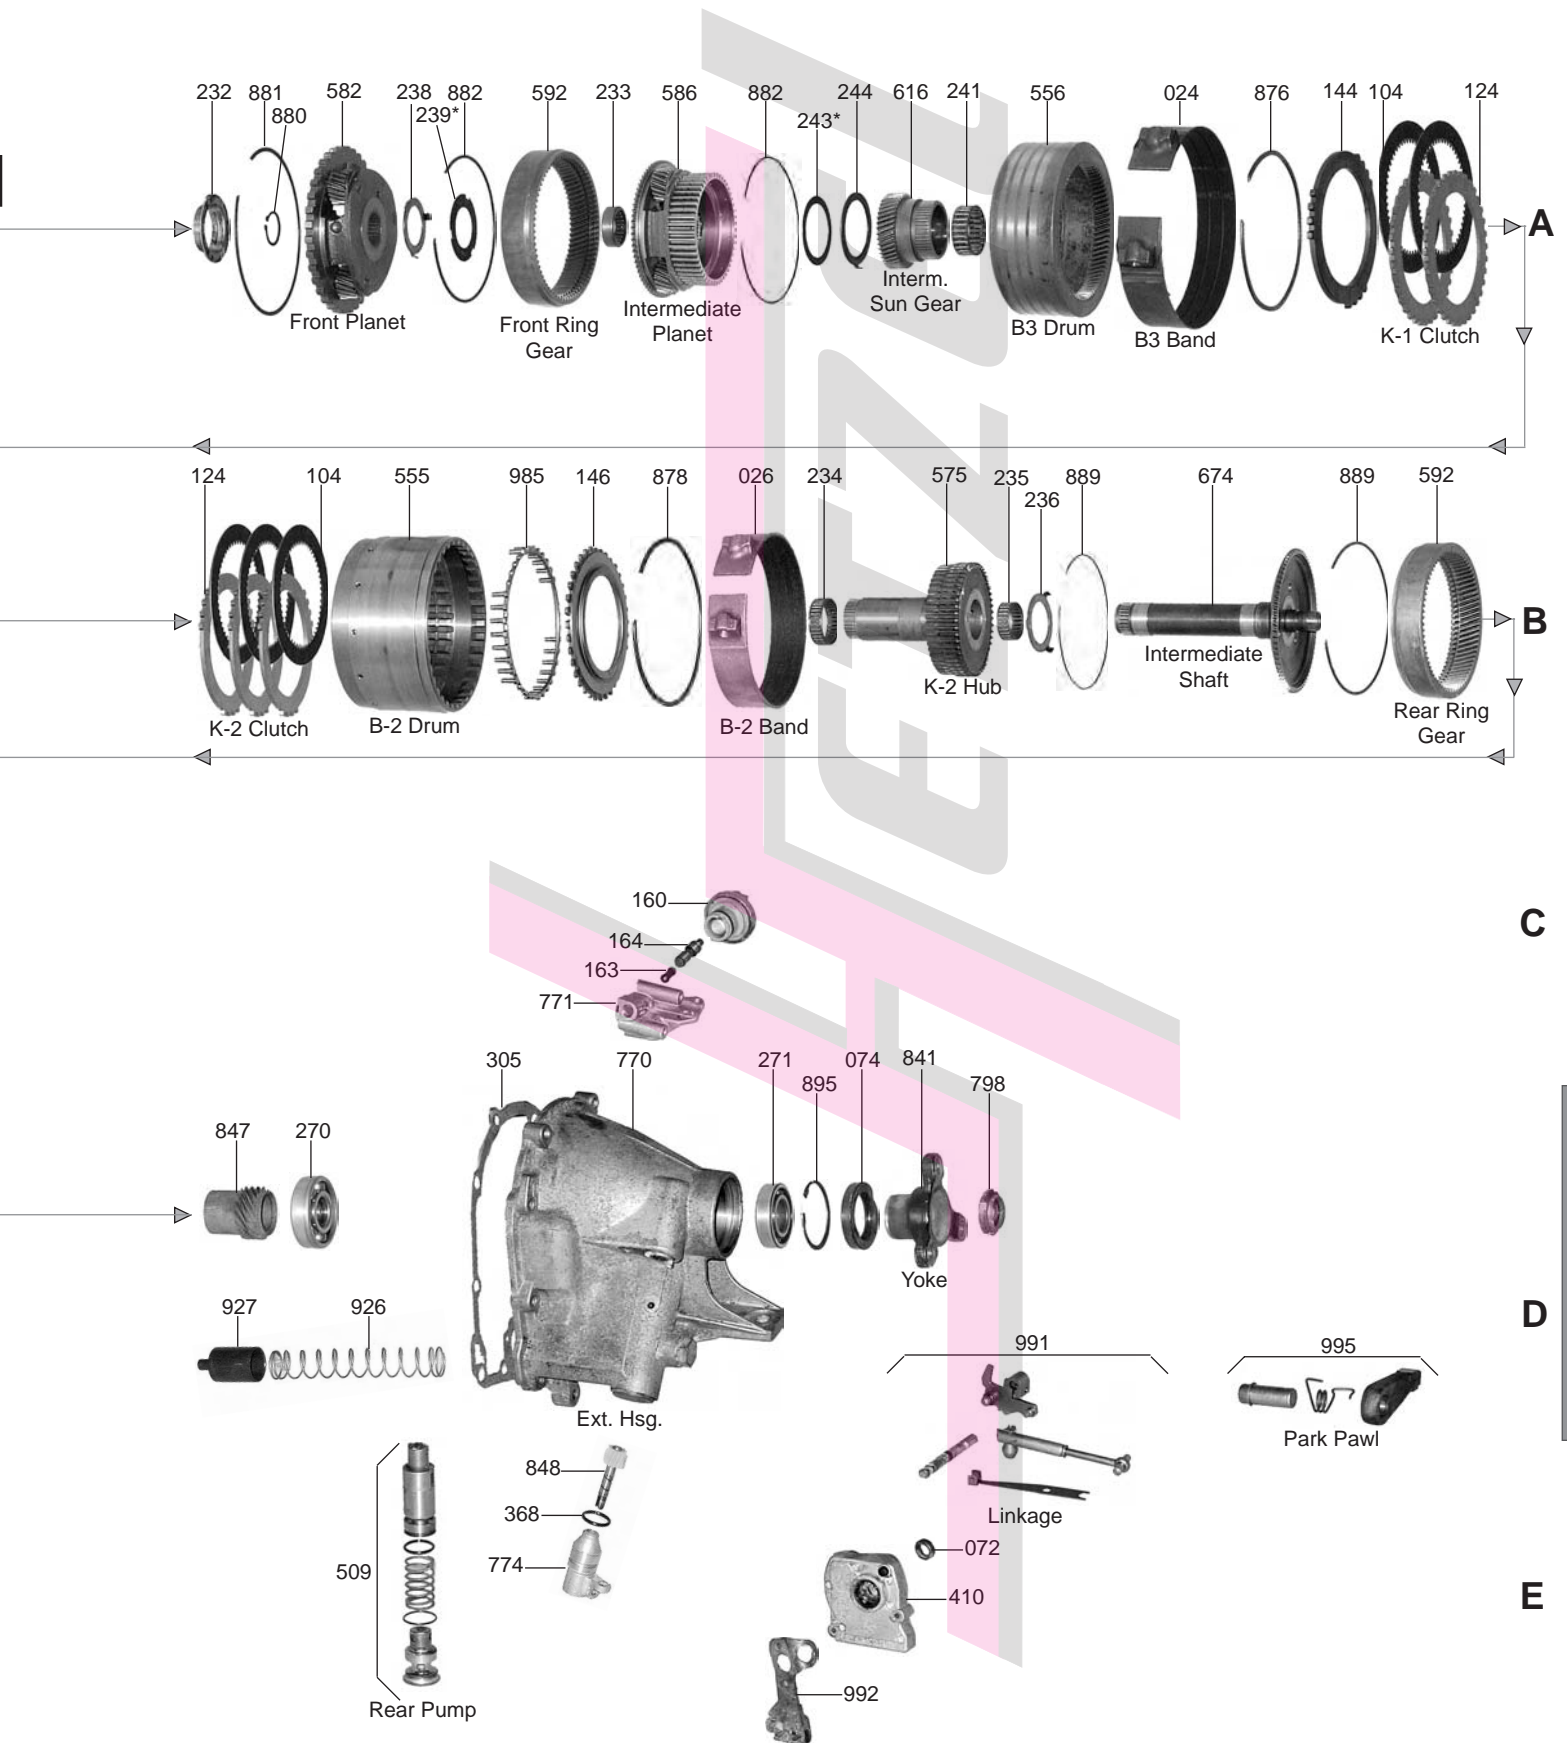 232 881 582 238 882 592 233 586 882 244 616 241 556 024 876 144 104 124
880 239* 243*
A
Interm.
Sun Gear
Front Planet
Front Ring
Gear
Intermediate
Planet
B3 Drum
B3 Band
K-1 Clutch
124 104 555 985 146 878 026 234 575 235 889 674 889 592
236
B
Intermediate
Shaft
K-2 Hub
K-2 Clutch
B-2 Drum
B-2 Band
Rear Ring
Gear
ETZEL
160
C
164
163
771
305 770 271 074 841
895 798
847 270
Yoke
927 926
D
991 995
Ext. Hsg.
Park Pawl
848
368
774
Linkage
072
509
410
E
992
Rear Pump